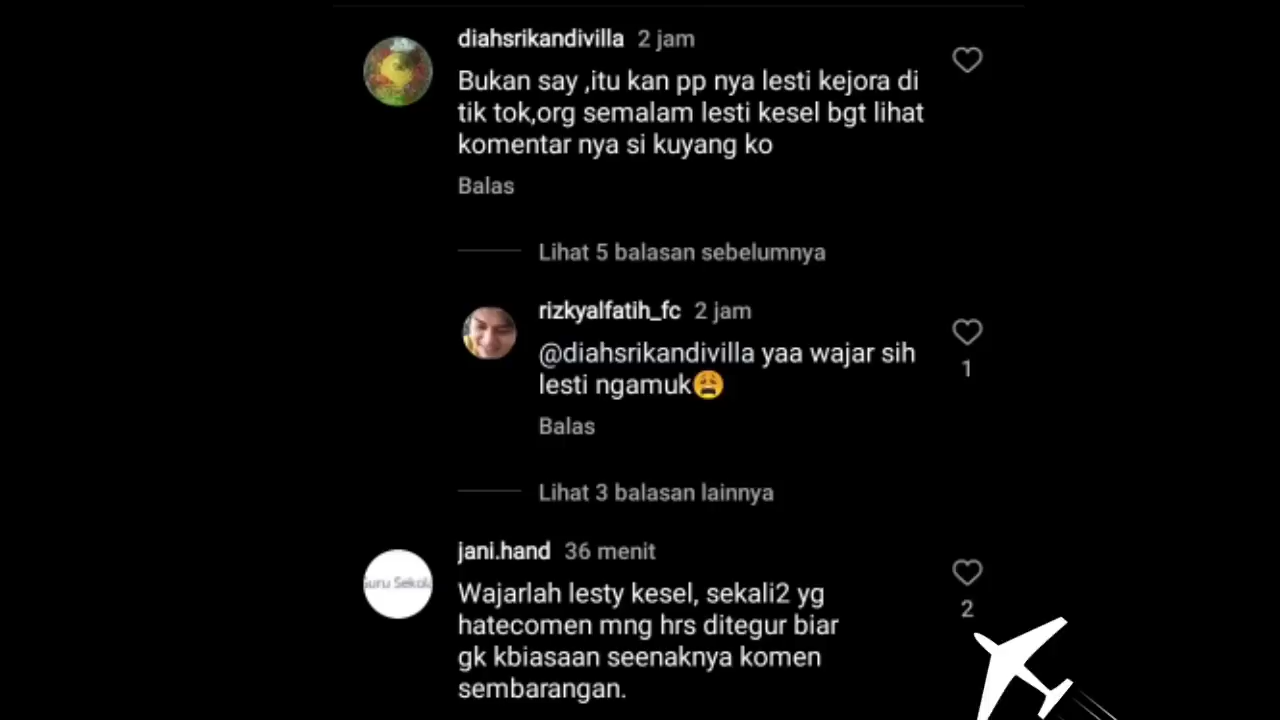 diahsrikandivilla 2 jam
Bukan say ,itu kan pp nya lesti kejora di
tik tok,org semalam lesti kesel bgt lihat
komentar nya si kuyang ko
Balas
Lihat 5 balasan sebelumnya
rizkyalfatih_fc 2 jam
@diahsrikandivilla yaa wajar sih
lesti ngamuk😩
1
Balas
Lihat 3 balasan lainnya
jani.hand 36 menit
Guru Sekola
Wajarlah lesty kesel, sekali2 yg
2
hatecomen mng hrs ditegur biar
gk kbiasaan seenaknya komen
sembarangan.